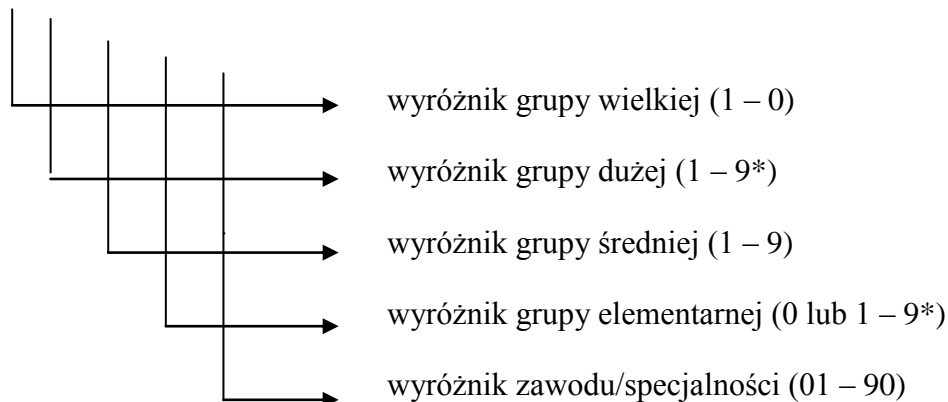 wyróżnik grupy wielkiej (1 – 0)
wyróżnik grupy dużej (1 – 9*)
wyróżnik grupy średniej (1 – 9)
wyróżnik grupy elementarnej (0 lub 1 – 9*)
wyróżnik zawodu/specjalności (01 – 90)